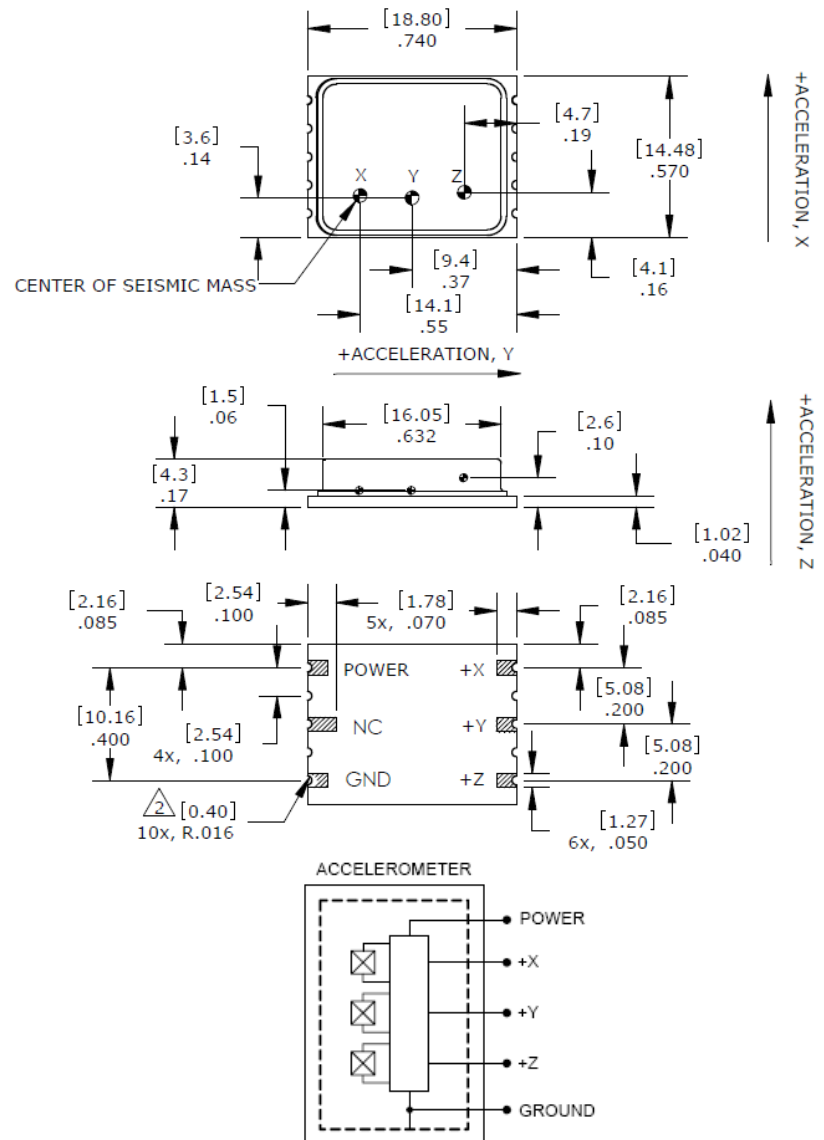 [18.80]
.740
[3.6]
.14
[4.7]
.19
[14.48]
.570
+ACCELERATION, X
X
Y
Z
CENTER OF SEISMIC MASS
[9.4]
.37
[14.1]
.55
[4.1]
.16
+ACCELERATION, Y
[1.5]
.06
[16.05]
.632
[2.6]
.10
[4.3]
.17
[1.02]
.040
+ACCELERATION, Z
[2.16]
.085
[2.54]
.100
[1.78]
5x, .070
[2.16]
.085
POWER
+X
[10.16]
.400
[2.54]
4x, .100
NC
+Y
[5.08]
.200
[5.08]
.200
GND
+Z
2 [0.40]
10x, R.016
[1.27]
6x, .050
ACCELEROMETER
POWER
+X
+Y
+Z
GROUND